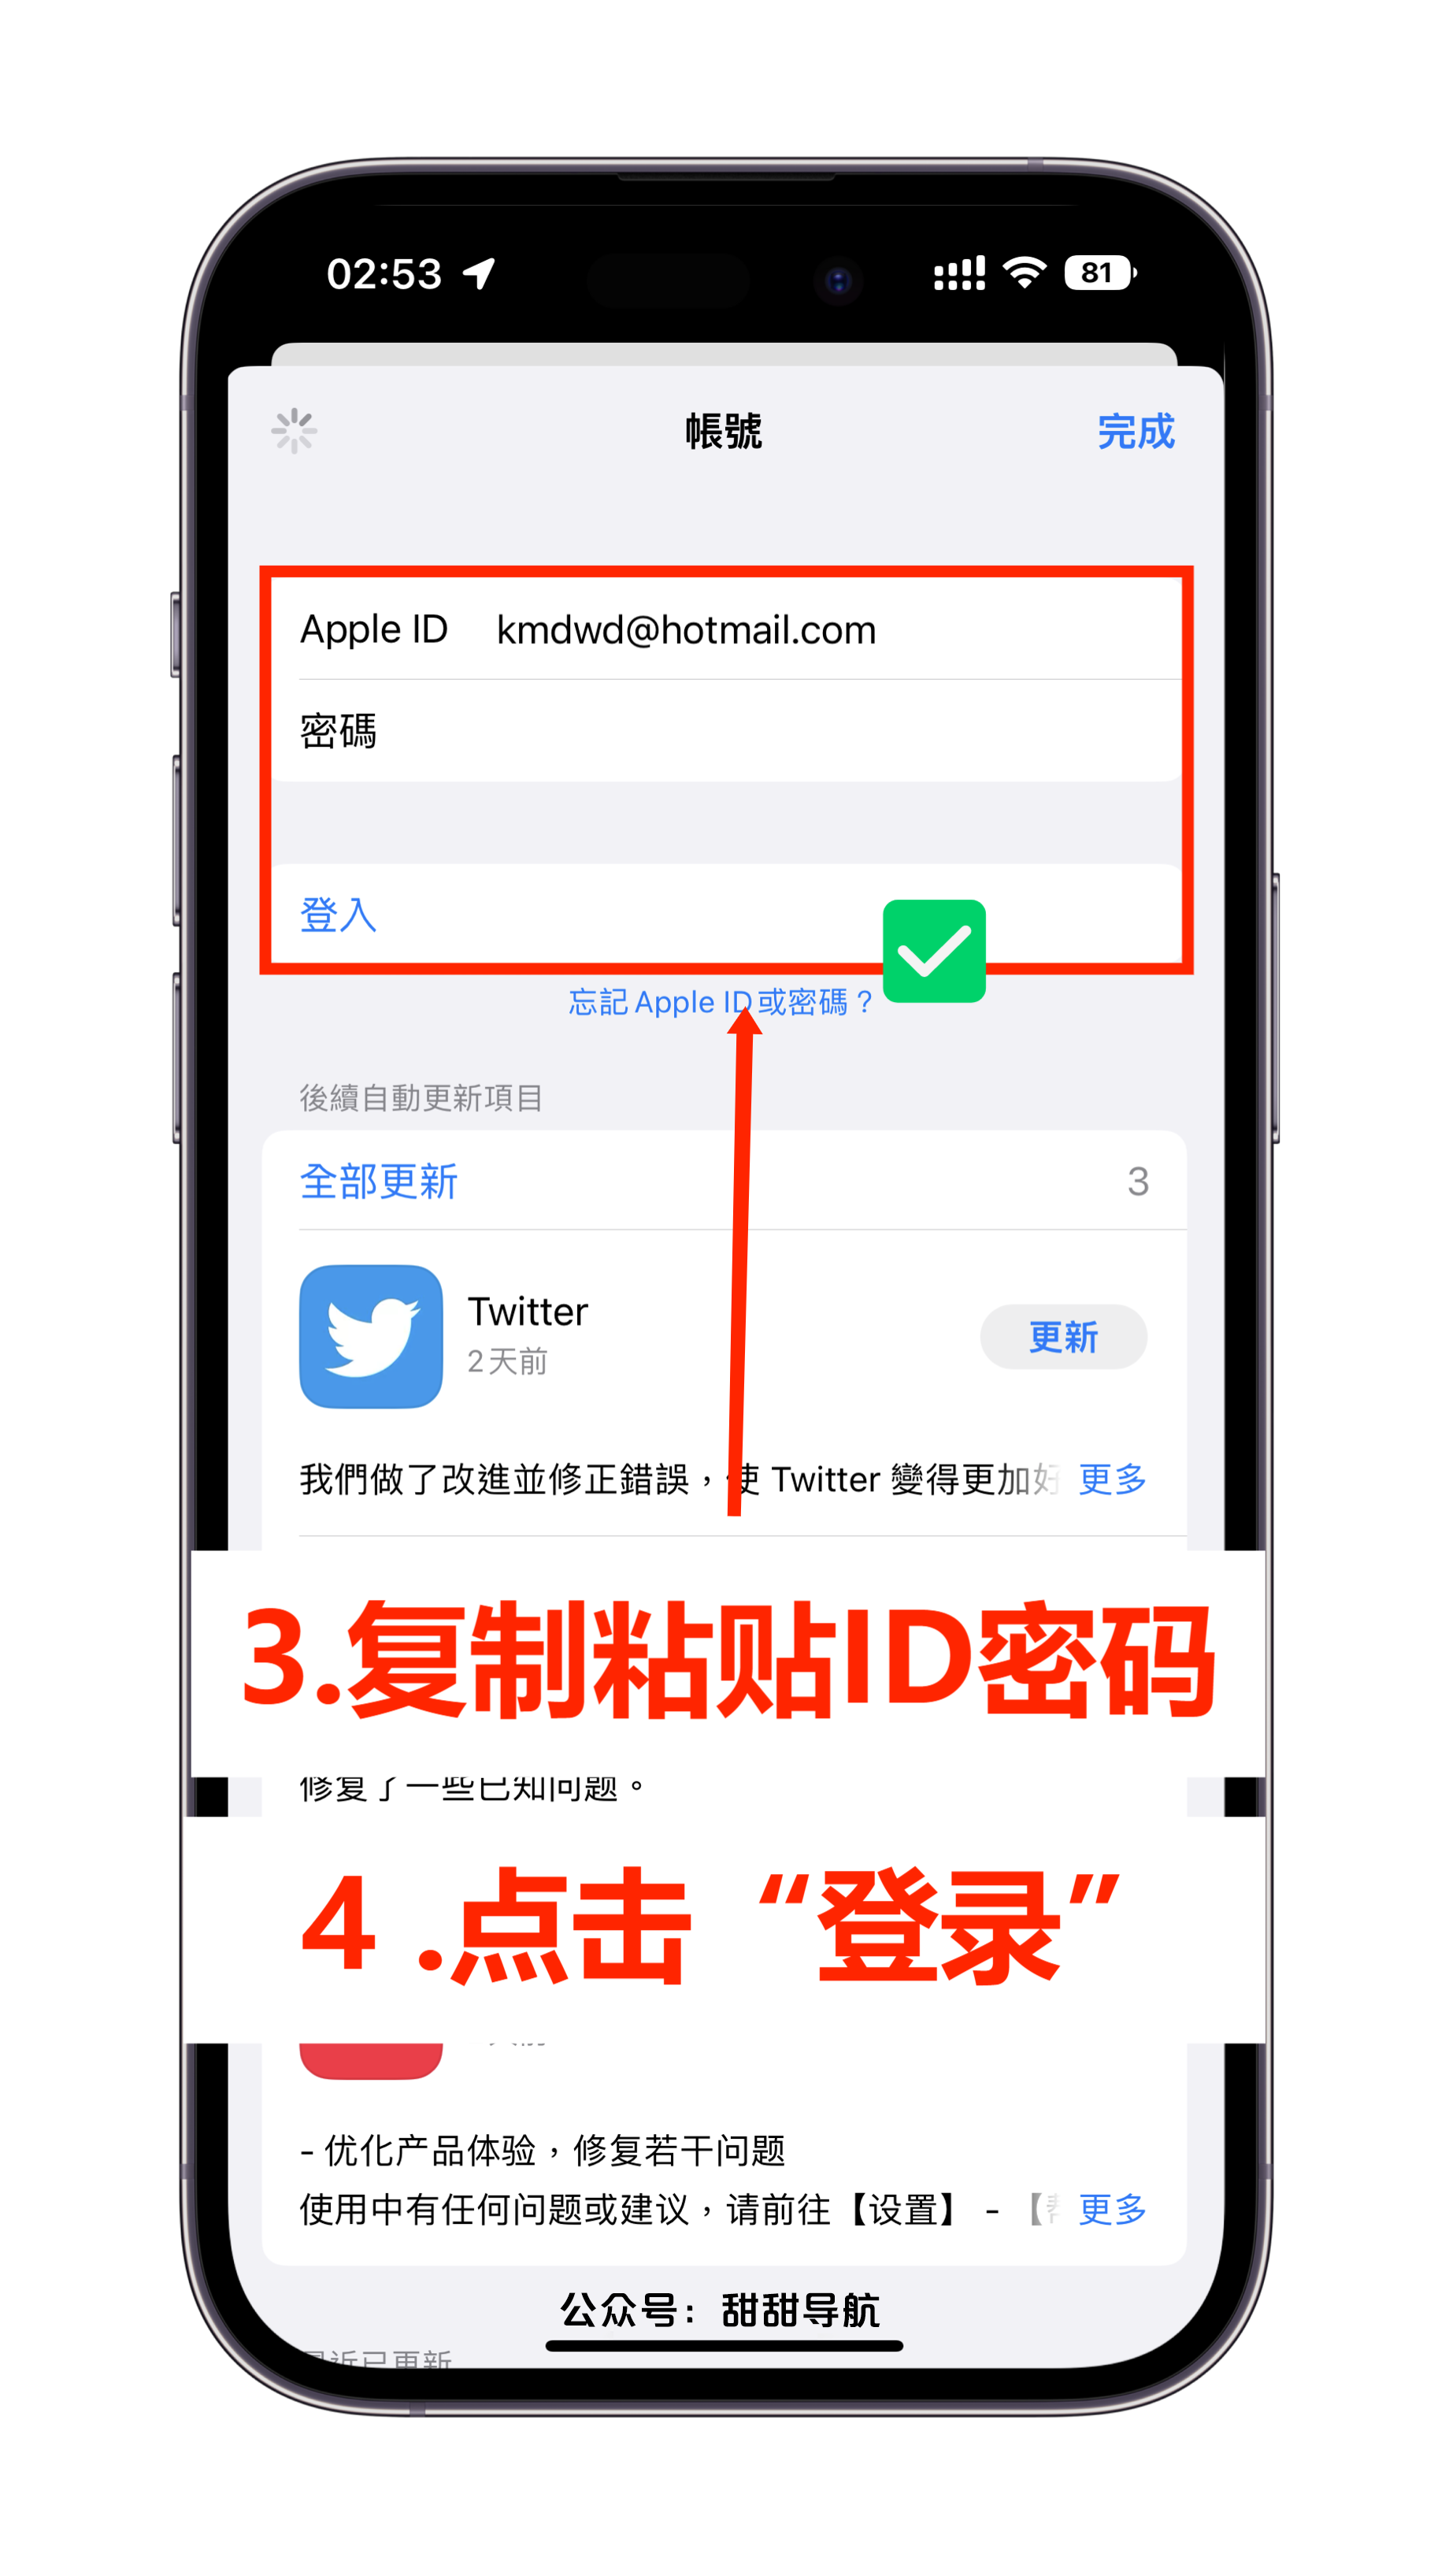 02:53
81
帳號
完成
Apple ID kmdwd@hotmail.com
密碼
登入
忘記 Apple ID 或密碼？
後續自動更新項目
全部更新 3
Twitter
2 天前
更新
我們做了改進並修正錯誤，使 Twitter 變得更加好 更多
3.复制粘贴ID密码
修复了一些已知问题。
4 .点击 “登录”
- 优化产品体验，修复若干问题
使用中有任何问题或建议，请前往【设置】 - 【 更多
公众号：甜甜导航
最近已更新